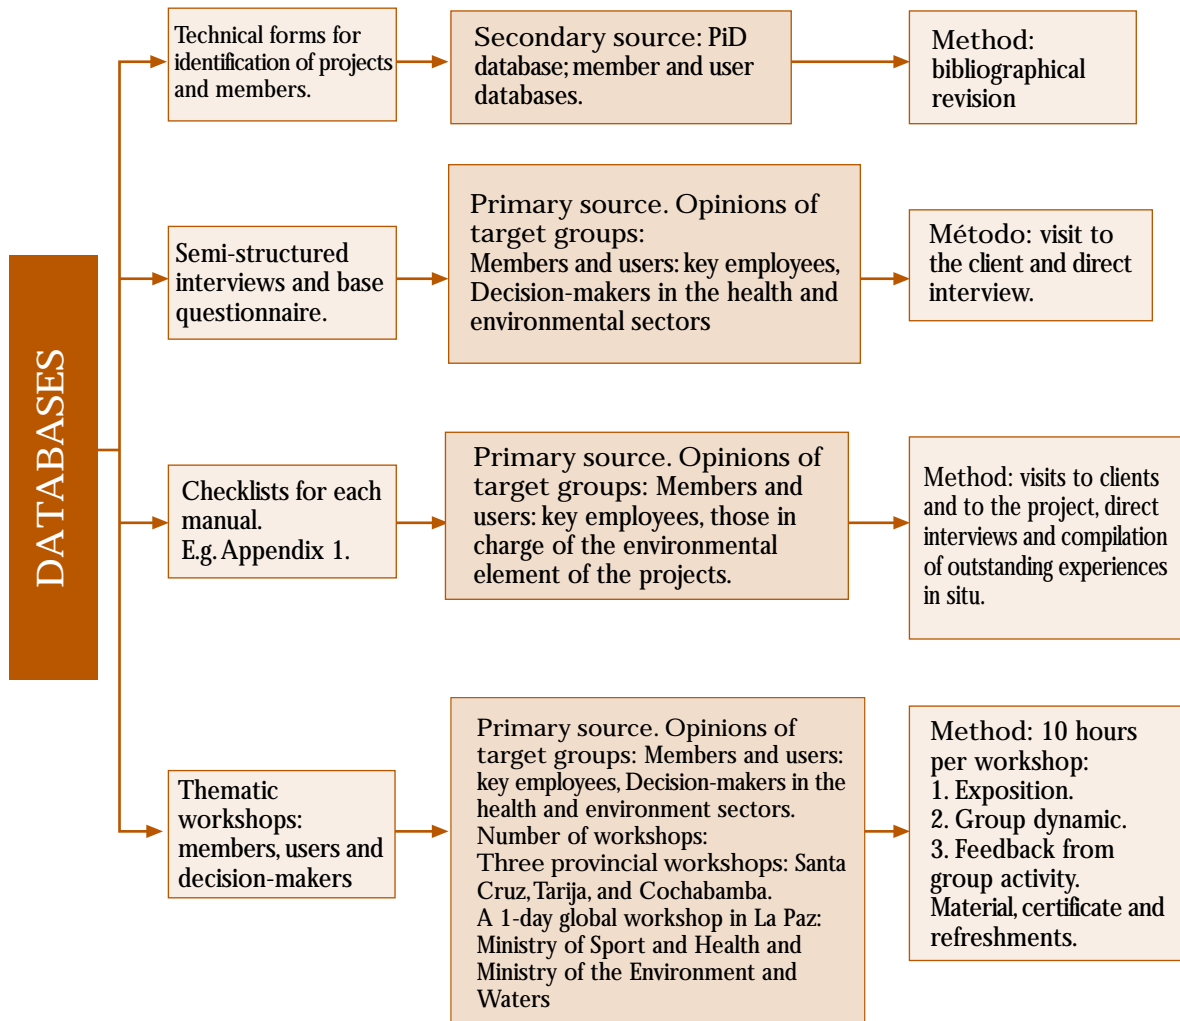 DATABASES
Technical forms for
identification of projects
and members.
Secondary source: PiD
database; member and user
databases.
Method:
bibliographical
revision
Semi-structured
interviews and base
questionnaire.
Primary source. Opinions of
target groups:
Members and users: key employees,
Decision-makers in the health and
environmental sectors
Método: visit to
the client and direct
interview.
Checklists for each
manual.
E.g. Appendix 1.
Primary source. Opinions of
target groups: Members and
users: key employees, those in
charge of the environmental
element of the projects.
Method: visits to clients
and to the project, direct
interviews and compilation
of outstanding experiences
in situ.
Thematic
workshops:
members, users and
decision-makers
Primary source. Opinions of
target groups: Members and users:
key employees, Decision-makers in the
health and environment sectors.
Number of workshops:
Three provincial workshops: Santa
Cruz, Tarija, and Cochabamba.
A 1-day global workshop in La Paz:
Ministry of Sport and Health and
Ministry of the Environment and
Waters
Method: 10 hours
per workshop:
1. Exposition.
2. Group dynamic.
3. Feedback from
group activity.
Material, certificate and
refreshments.